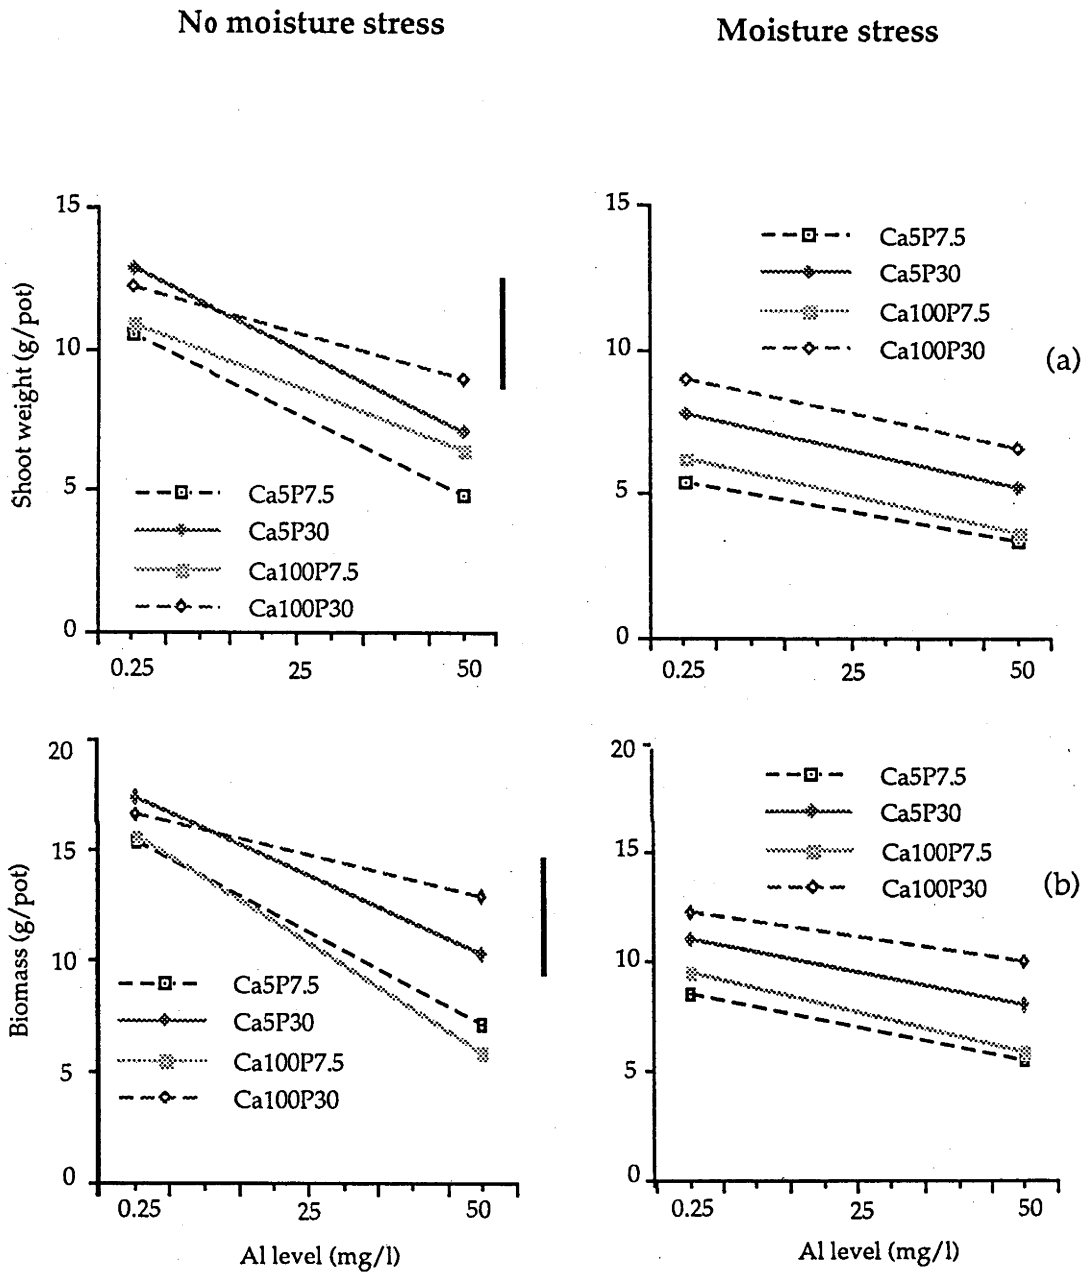 No moisture stress
Moisture stress
15
10
5
0
Shoot weight (g/pot)
Ca5P7.5
Ca5P30
Ca100P7.5
Ca100P30
0.25 25 50
15
10
5
0
Ca5P7.5
Ca5P30
Ca100P7.5
Ca100P30
(a)
0.25 25 50
20
15
10
5
0
Biomass (g/pot)
Ca5P7.5
Ca5P30
Ca100P7.5
Ca100P30
0.25 25 50
Al level (mg/l)
20
15
10
5
0
Ca5P7.5
Ca5P30
Ca100P7.5
Ca100P30
(b)
0.25 25 50
Al level (mg/l)